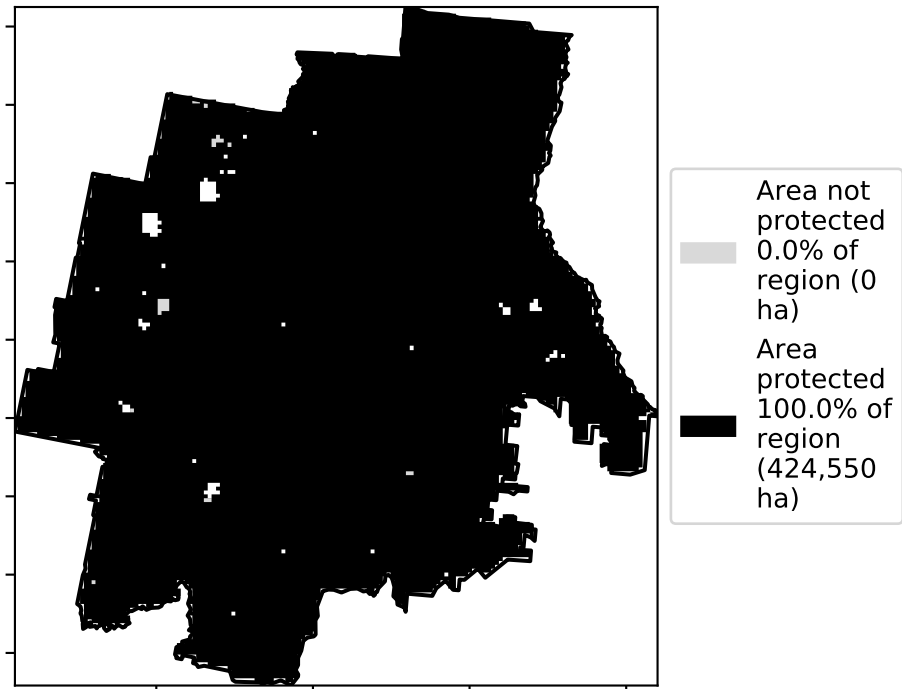 Area not
protected
0.0% of
region (0
ha)
Area
protected
100.0% of
region
(424,550
ha)